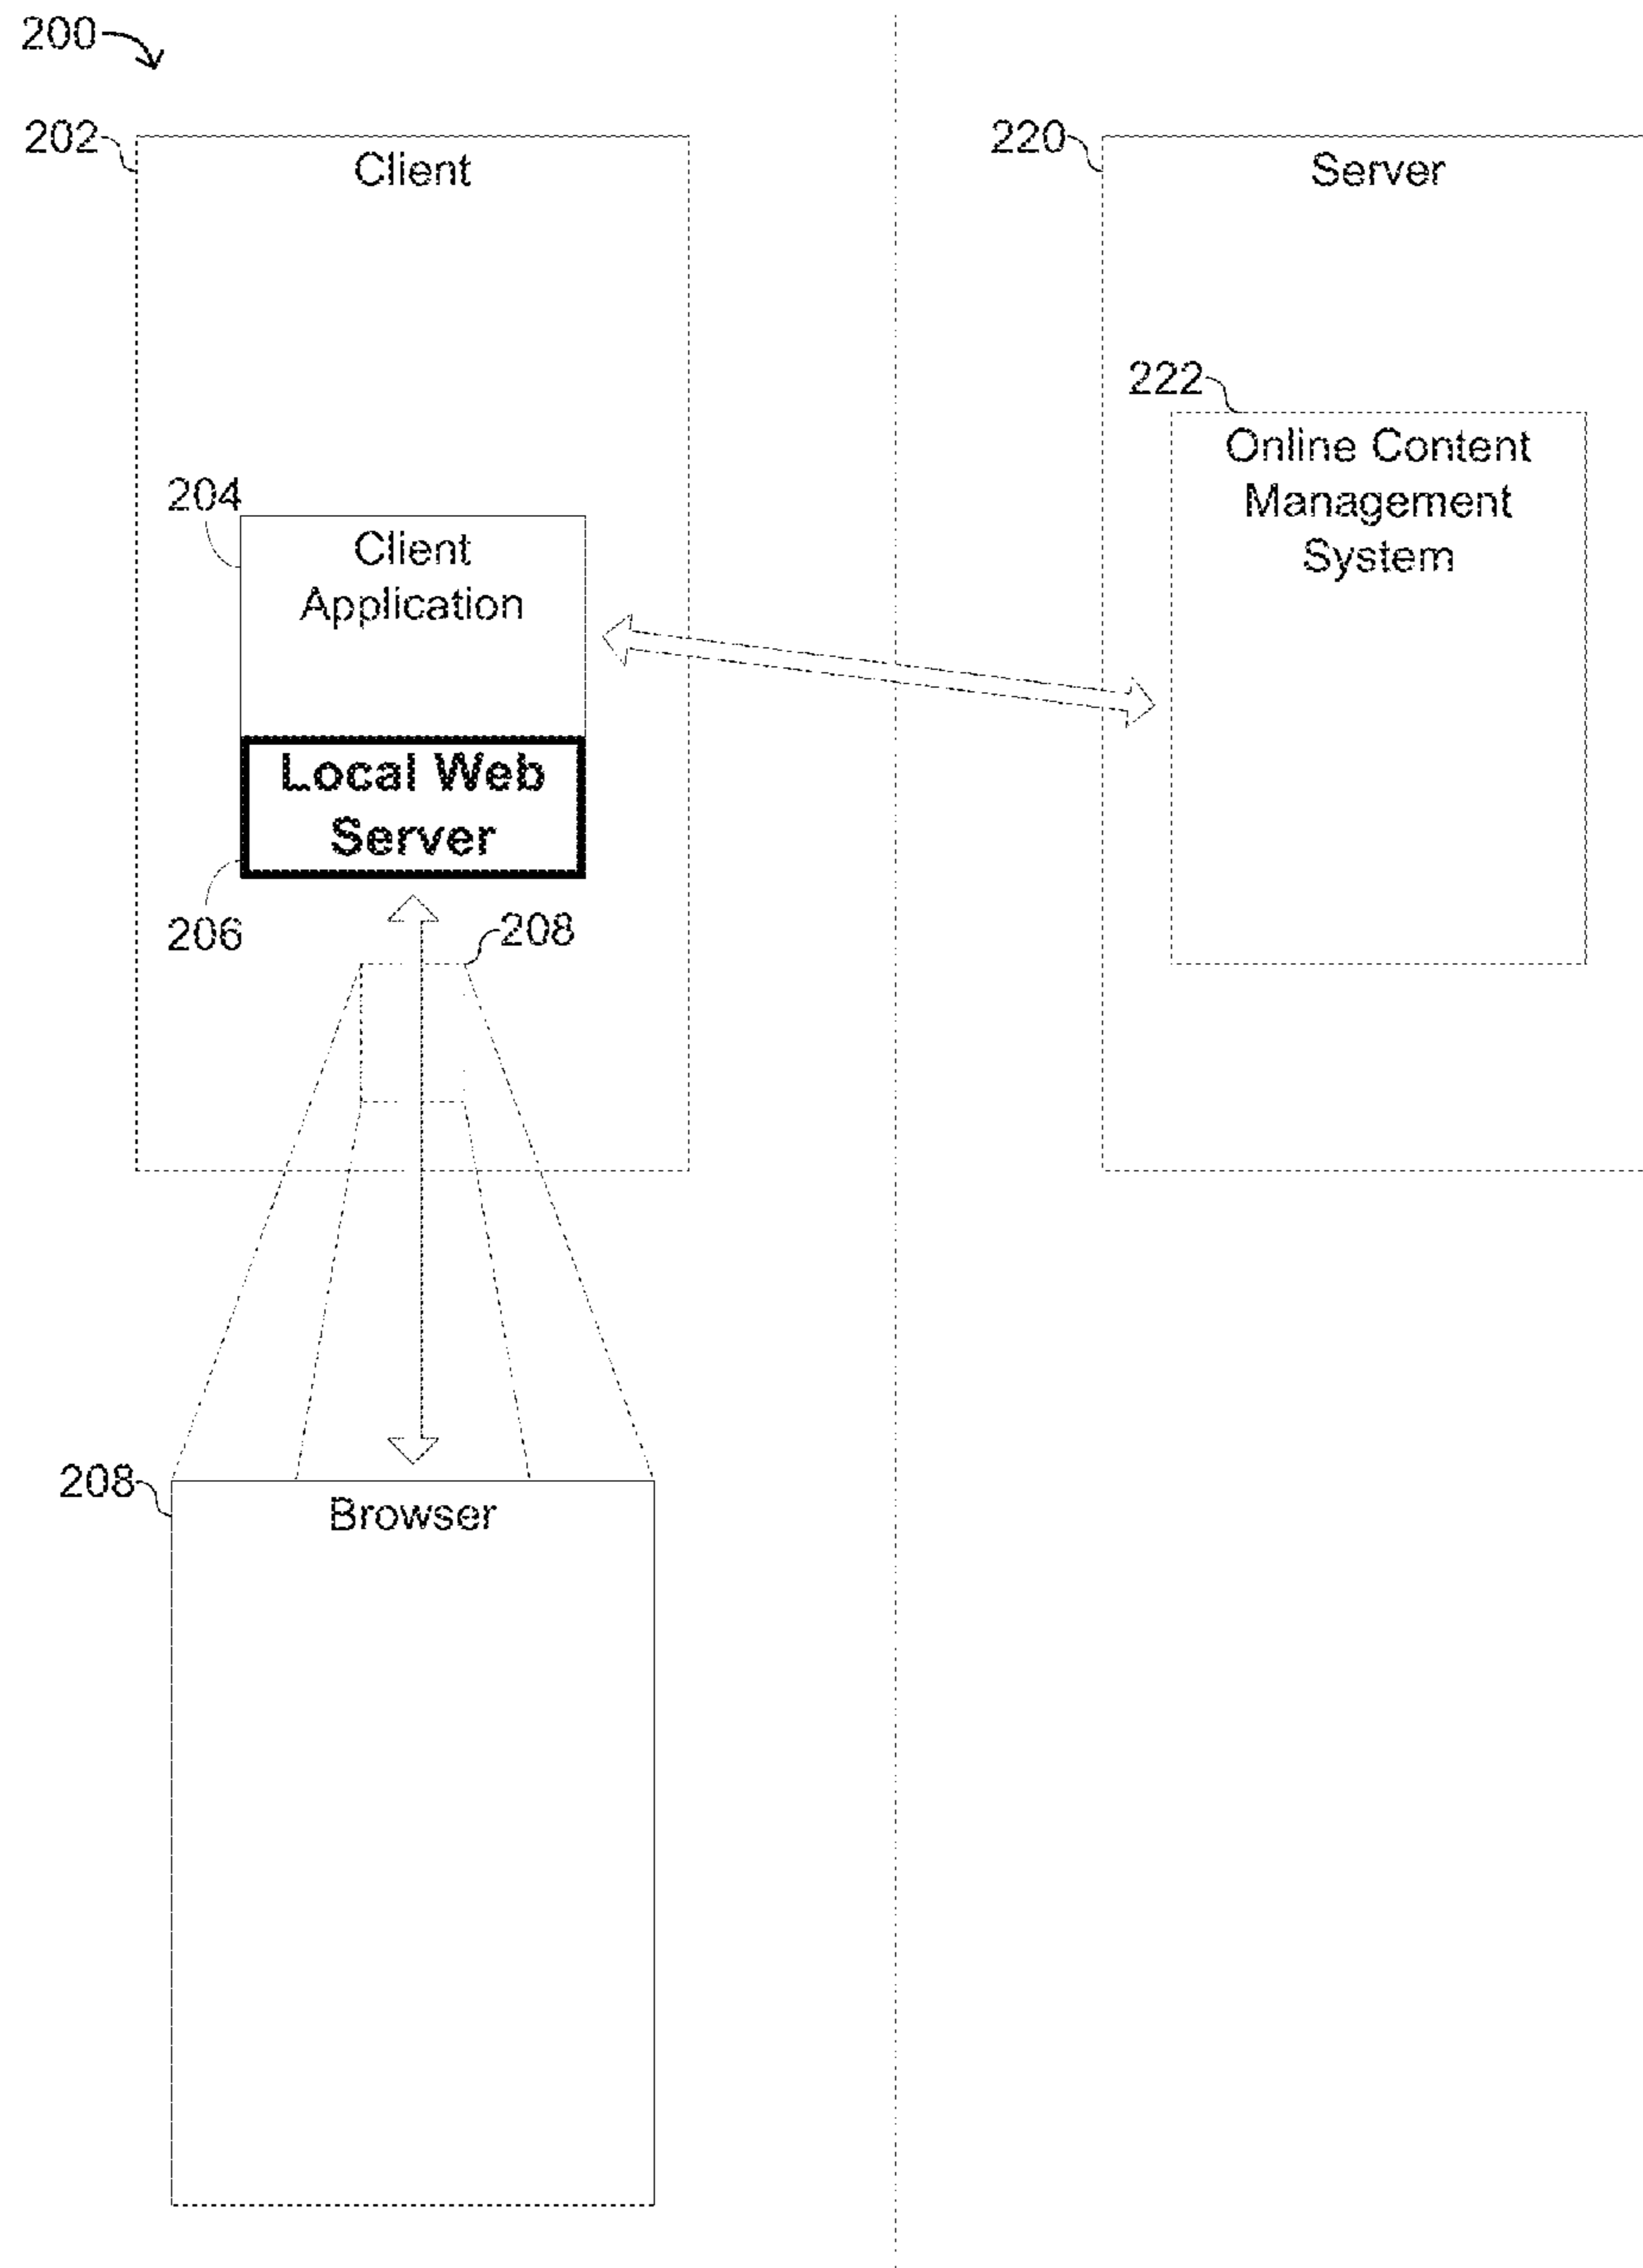 200
202
Client
220
Server
222
Online Content
Management
System
204
Client
Application
Local Web
Server
206
208
208
Browser